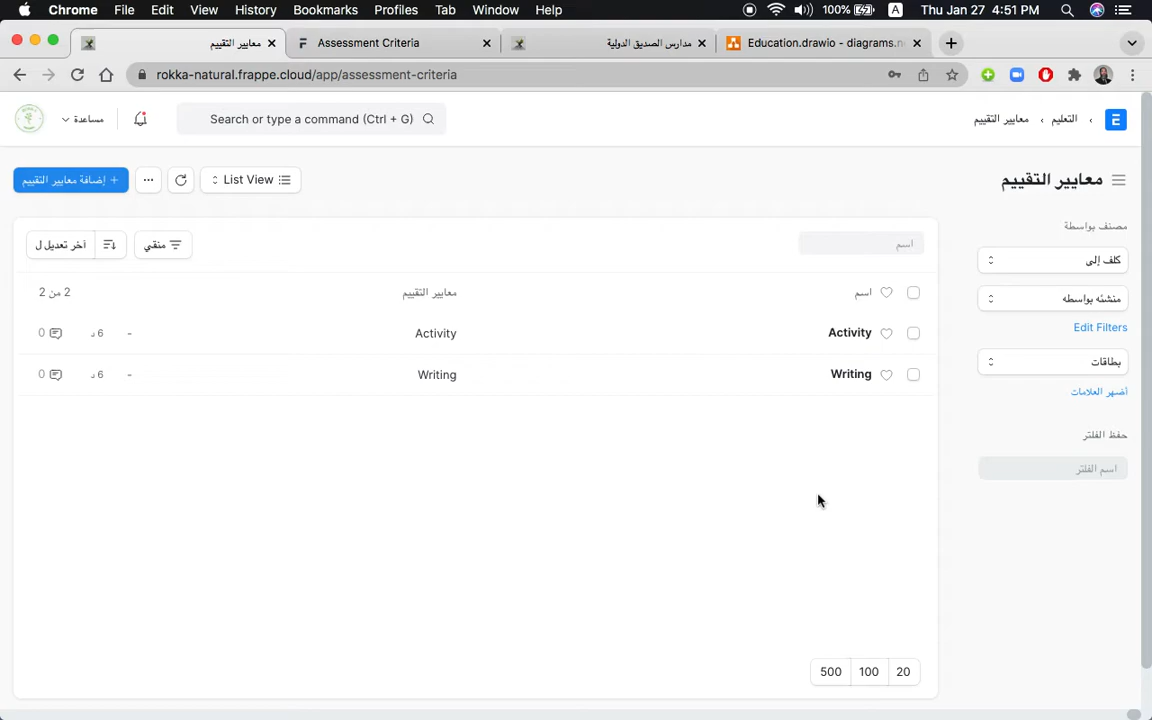 Chrome File Edit View History Bookmarks Profiles Tab Window Help 100% A Thu Jan 27 4:51 PM
معايير التقييم
Assessment Criteria
مدارس الصديق الدولية
Education.drawio - diagrams.n
rokka-natural.frappe.cloud/app/assessment-criteria
E
التعليم
معايير التقييم
Search or type a command (Ctrl + G)
مساعدة
معايير التقييم
List View
إضافة معايير التقييم +
مصنف بواسطة
كلف إلى
منشئه بواسطه
Edit Filters
بطاقات
أضهر العلامات
حفظ الفلتر
اسم الفلتر
اسم
منقي
آخر تعديل ل
اسم معايير التقييم 2 من 2
Activity Activity - 6 د 0
Writing Writing - 6 د 0
500 100 20